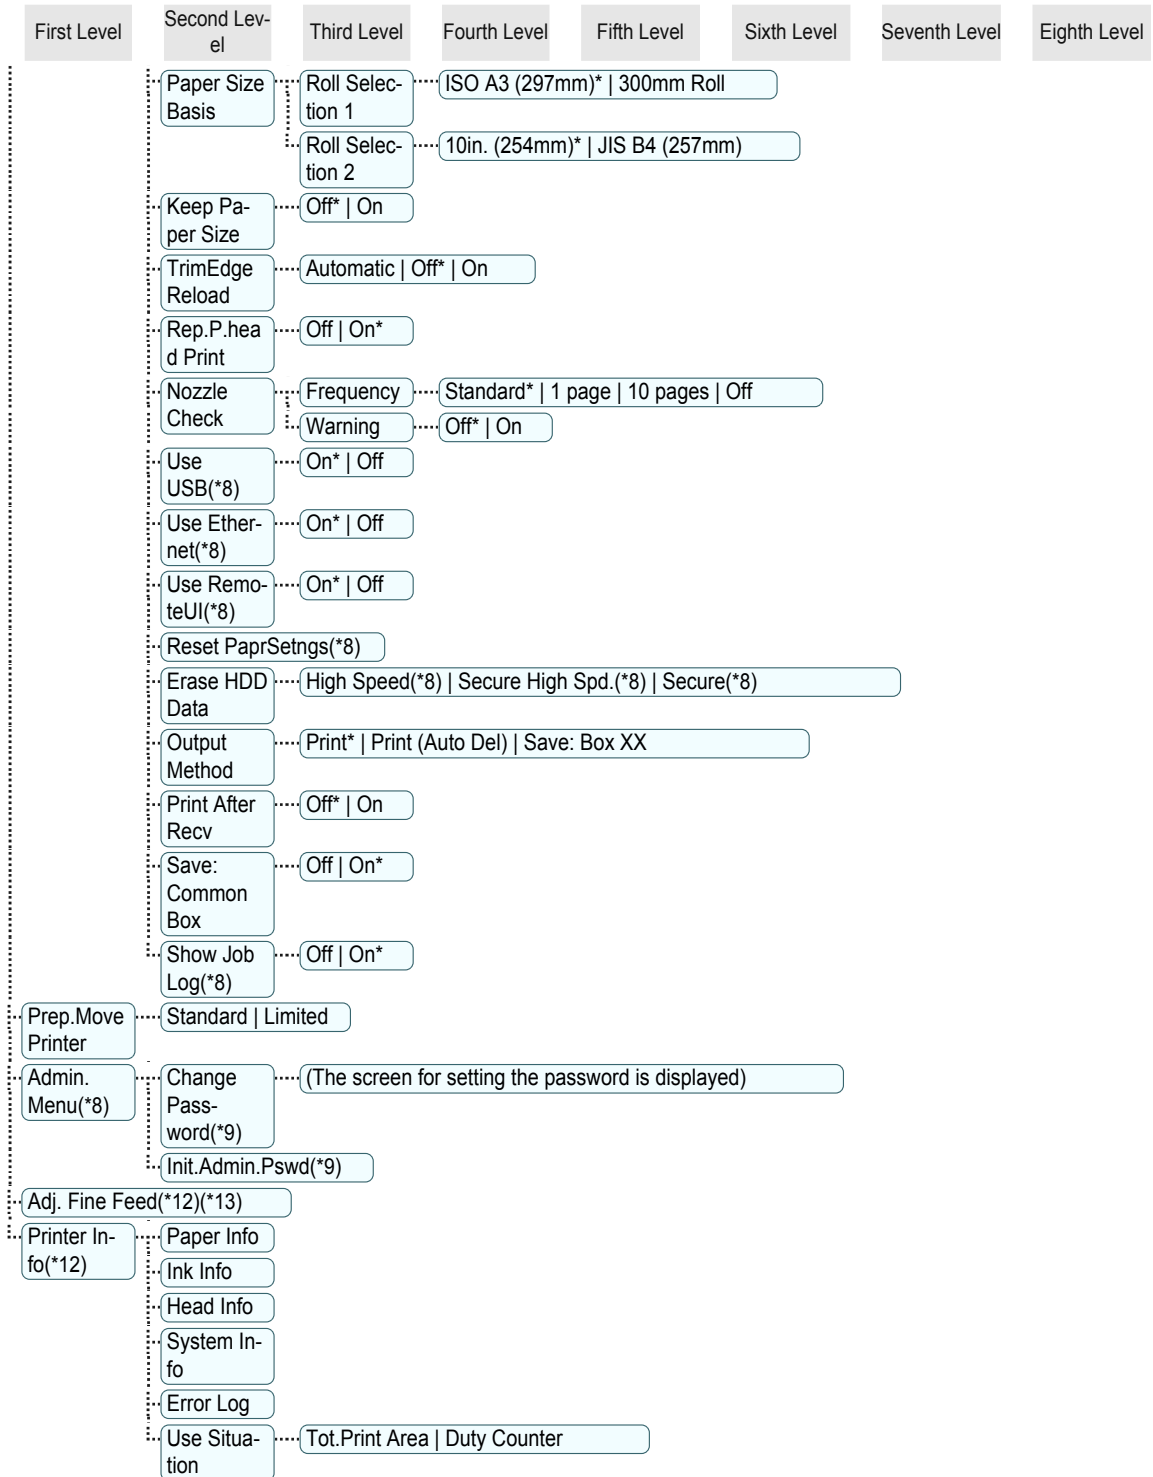 First Level
Second Lev-
el
Third Level
Fourth Level
Fifth Level
Sixth Level
Seventh Level
Eighth Level
Paper Size
Basis
Roll Selec-
tion 1
ISO A3 (297mm)* | 300mm Roll
Roll Selec-
tion 2
10in. (254mm)* | JIS B4 (257mm)
Keep Pa-
per Size
Off* | On
TrimEdge
Reload
Automatic | Off* | On
Rep.P.hea
d Print
Off | On*
Nozzle
Check
Frequency
Standard* | 1 page | 10 pages | Off
Warning
Off* | On
Use
USB(*8)
On* | Off
Use Ether-
net(*8)
On* | Off
Use Remo-
teUI(*8)
On* | Off
Reset PaprSetngs(*8)
Erase HDD
Data
High Speed(*8) | Secure High Spd.(*8) | Secure(*8)
Output
Method
Print* | Print (Auto Del) | Save: Box XX
Print After
Recv
Off* | On
Save:
Common
Box
Off | On*
Show Job
Log(*8)
Off | On*
Prep.Move
Printer
Standard | Limited
Admin.
Menu(*8)
Change
Pass-
word(*9)
(The screen for setting the password is displayed)
Init.Admin.Pswd(*9)
Adj. Fine Feed(*12)(*13)
Printer In-
fo(*12)
Paper Info
Ink Info
Head Info
System In-
fo
Error Log
Use Situa-
tion
Tot.Print Area | Duty Counter